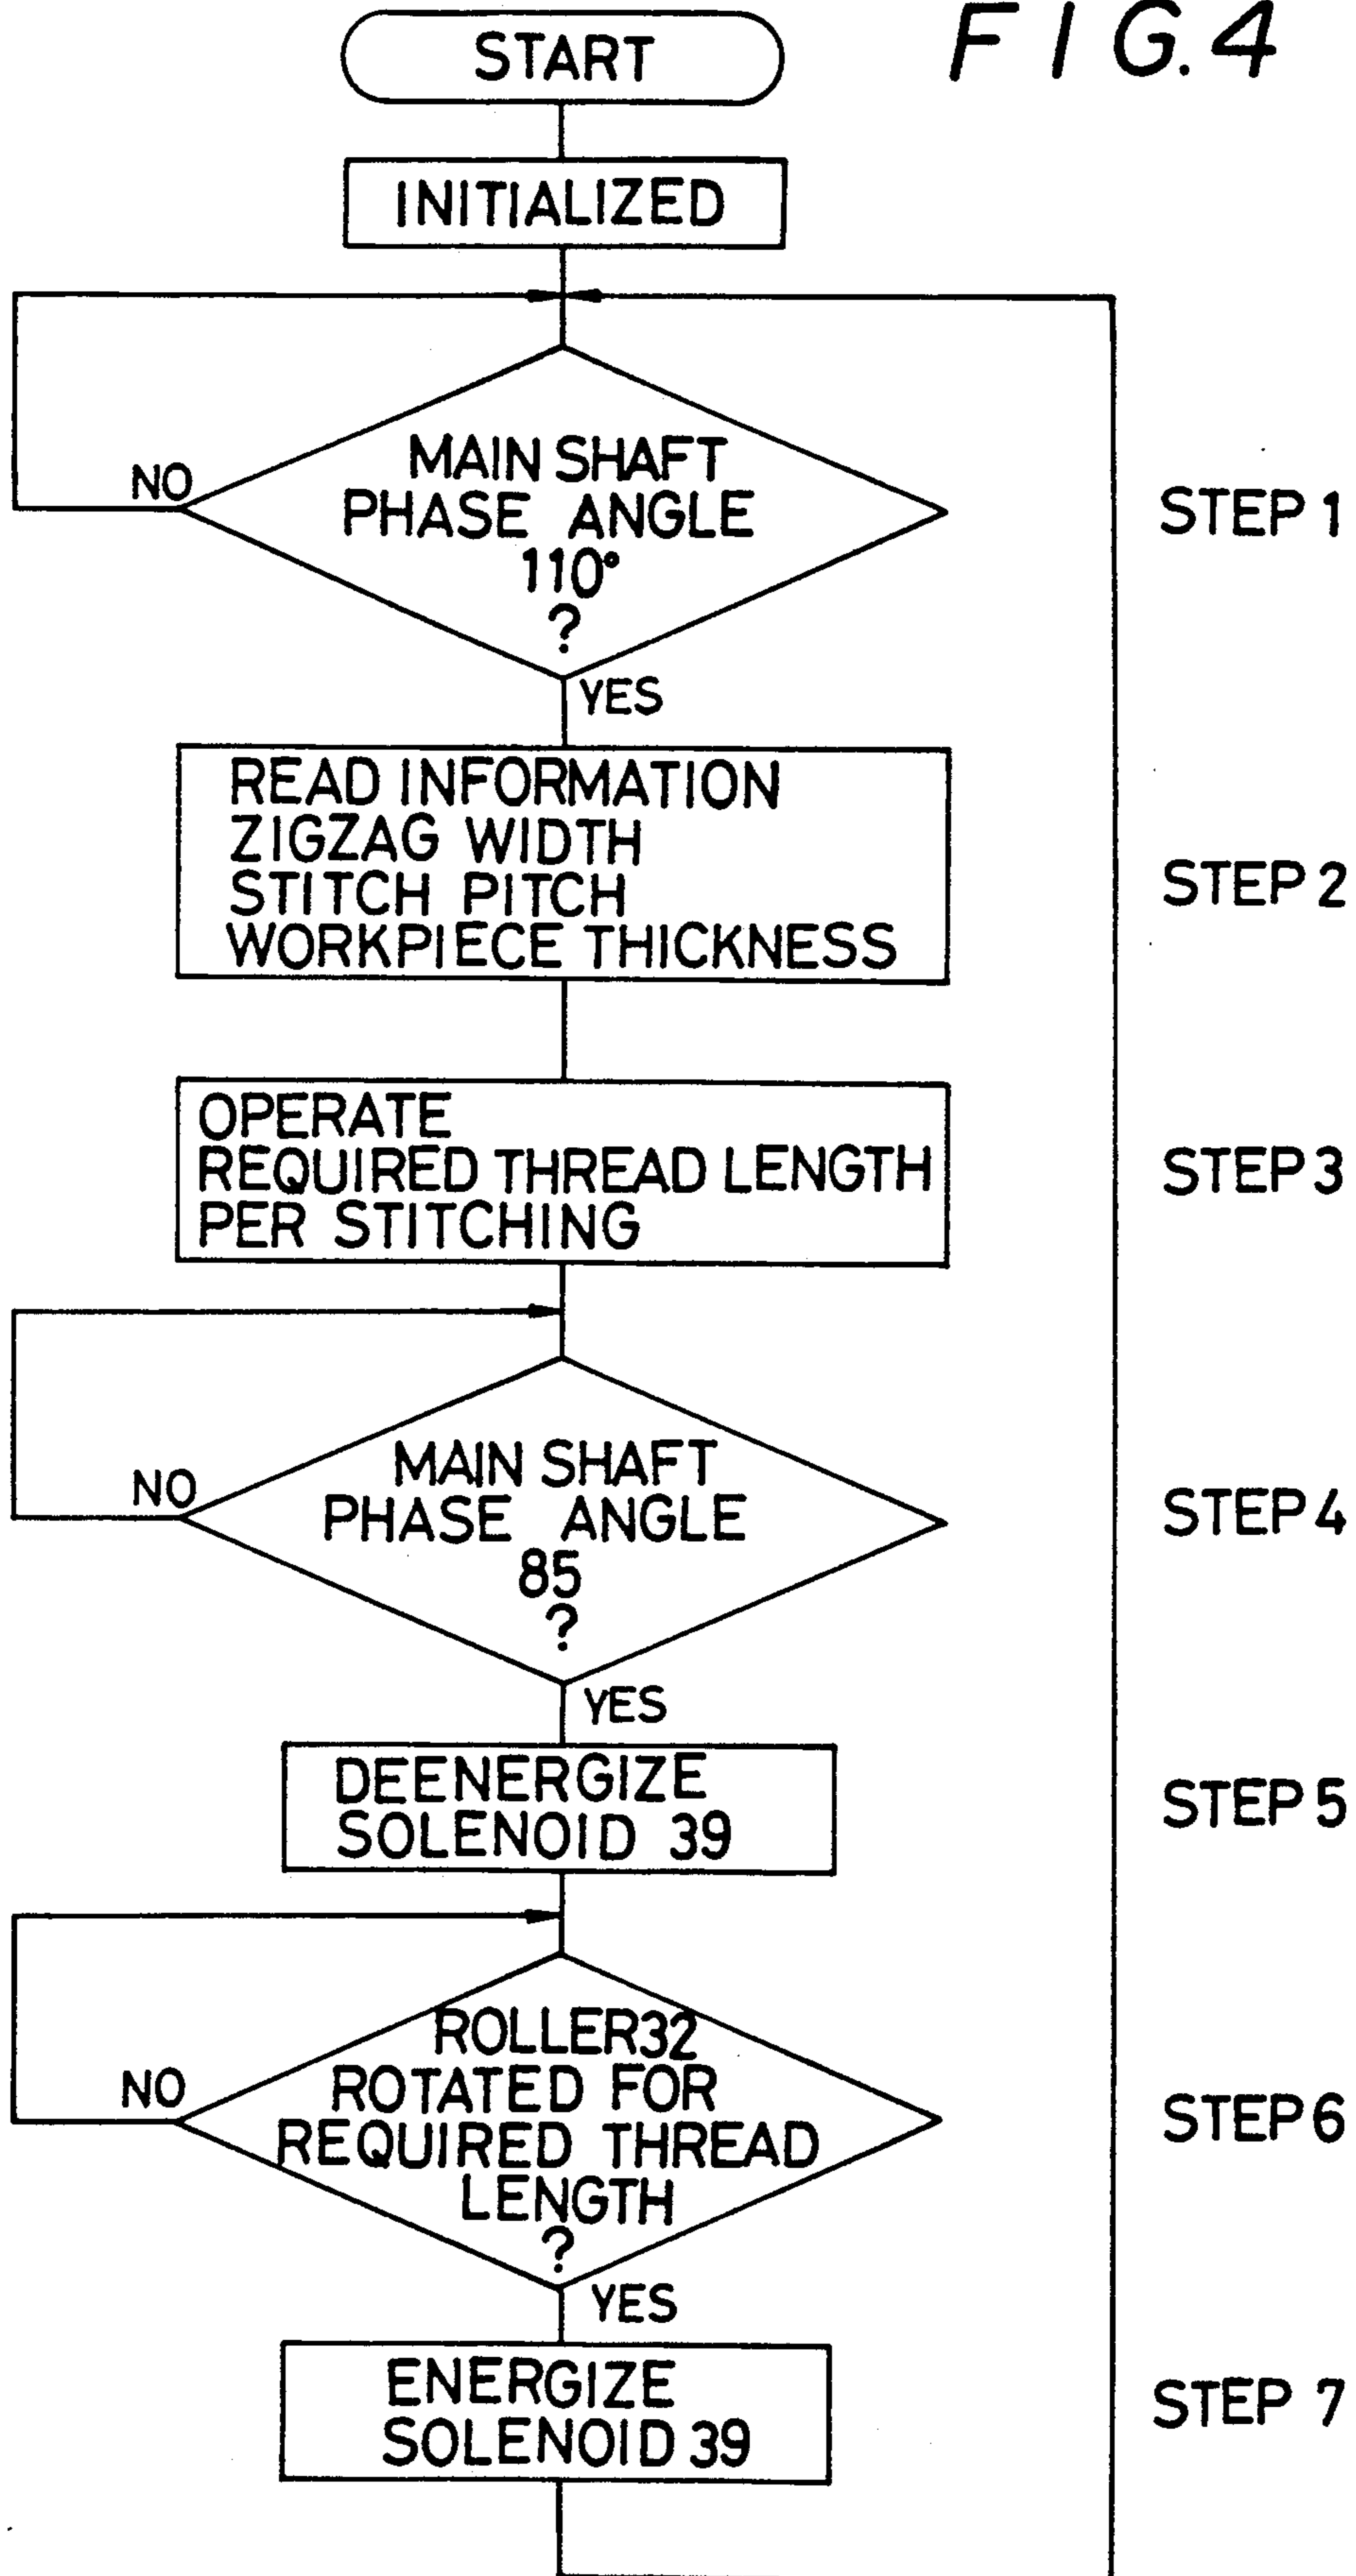 FIG.4
START
INITIALIZED
MAIN SHAFT
PHASE ANGLE
110°
?
NO
YES
STEP 1
READ INFORMATION
ZIGZAG WIDTH
STITCH PITCH
WORKPIECE THICKNESS
STEP 2
OPERATE
REQUIRED THREAD LENGTH
PER STITCHING
STEP 3
MAIN SHAFT
PHASE ANGLE
85
?
NO
YES
STEP 4
DEENERGIZE
SOLENOID 39
STEP 5
ROLLER32
ROTATED FOR
REQUIRED THREAD
LENGTH
?
NO
YES
STEP 6
ENERGIZE
SOLENOID 39
STEP 7